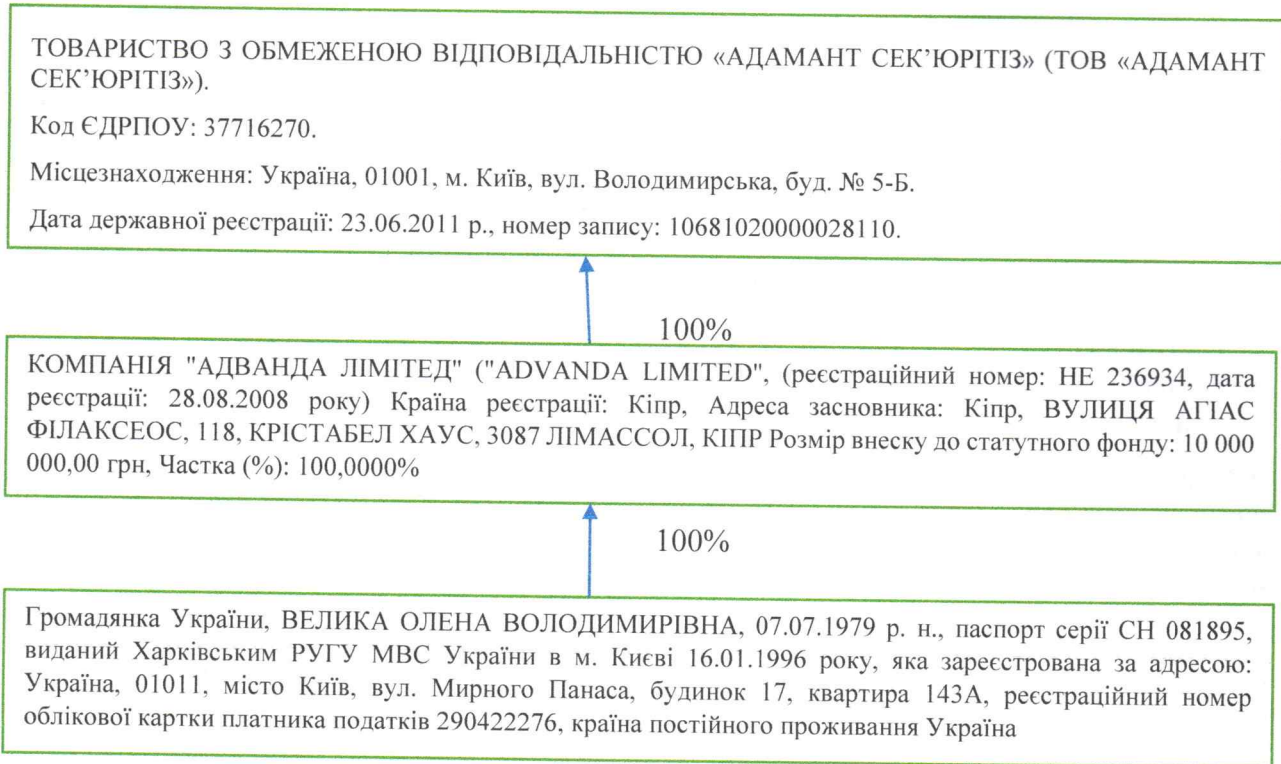 ТОВАРИСТВО З ОБМЕЖЕНОЮ ВІДПОВІДАЛЬНІСТЮ «АДАМАНТ СЕК’ЮРІТІЗ» (ТОВ «АДАМАНТ
СЕК’ЮРІТІЗ»).
Код ЄДРПОУ: 37716270.
Місцезнаходження: Україна, 01001, м. Київ, вул. Володимирська, буд. № 5-Б.
Дата державної реєстрації: 23.06.2011 р., номер запису: 10681020000028110.
100%
КОМПАНІЯ "АДВАНДА ЛІМІТЕД" ("ADVANDA LIMITED", (реєстраційний номер: НЕ 236934, дата
реєстрації: 28.08.2008 року) Країна реєстрації: Кіпр, Адреса засновника: Кіпр, ВУЛИЦЯ АГІАС
ФІЛАКСЕОС, 118, КРІСТАБЕЛ ХАУС, 3087 ЛІМАССОЛ, КІПР Розмір внеску до статутного фонду: 10 000
000,00 грн, Частка (%): 100,0000%
100%
Громадянка України, ВЕЛИКА ОЛЕНА ВОЛОДИМИРІВНА, 07.07.1979 р. н., паспорт серії СН 081895,
виданий Харківським РУГУ МВС України в м. Києві 16.01.1996 року, яка зареєстрована за адресою:
Україна, 01011, місто Київ, вул. Мирного Панаса, будинок 17, квартира 143А, реєстраційний номер
облікової картки платника податків 290422276, країна постійного проживання Україна